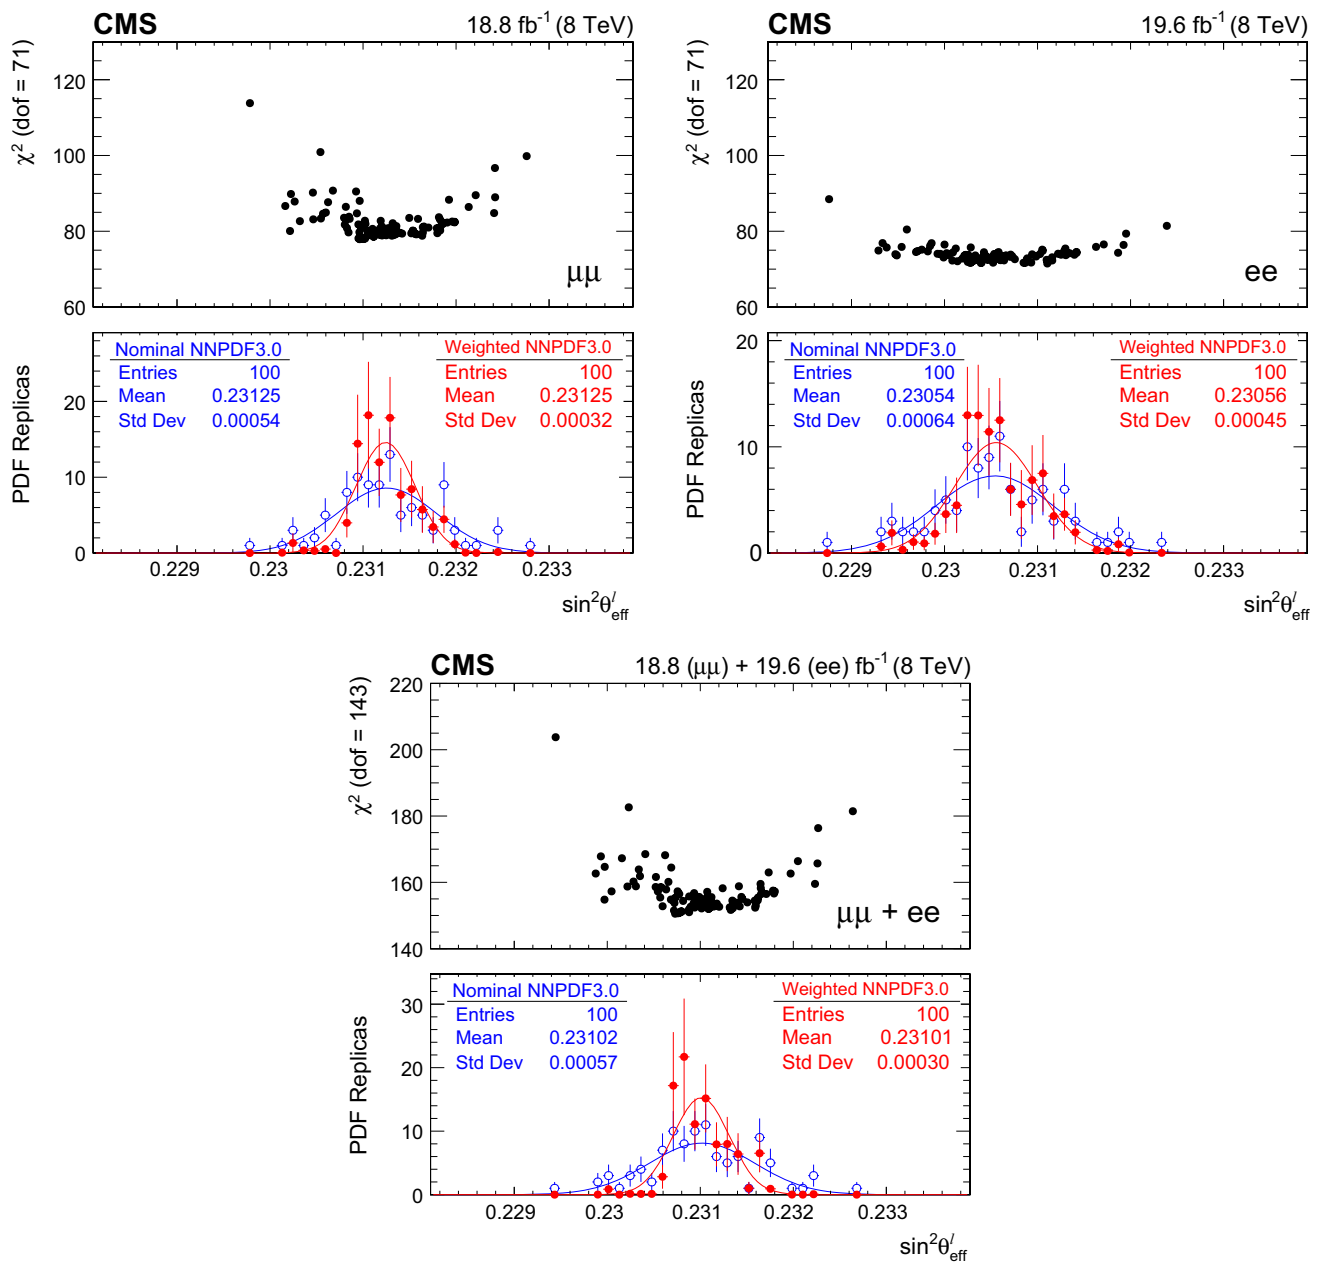 CMS 18.8 fb⁻¹ (8 TeV)
χ² (dof = 71)
120
100
80
60
μμ
PDF Replicas
20
10
0
Nominal NNPDF3.0
Entries 100
Mean 0.23125
Std Dev 0.00054
Weighted NNPDF3.0
Entries 100
Mean 0.23125
Std Dev 0.00032
0.229 0.23 0.231 0.232 0.233
sin²θˡeff
CMS 19.6 fb⁻¹ (8 TeV)
χ² (dof = 71)
120
100
80
60
ee
PDF Replicas
20
10
0
Nominal NNPDF3.0
Entries 100
Mean 0.23054
Std Dev 0.00064
Weighted NNPDF3.0
Entries 100
Mean 0.23056
Std Dev 0.00045
0.229 0.23 0.231 0.232 0.233
sin²θˡeff
CMS 18.8 (μμ) + 19.6 (ee) fb⁻¹ (8 TeV)
χ² (dof = 143)
220
200
180
160
140
μμ + ee
PDF Replicas
30
20
10
0
Nominal NNPDF3.0
Entries 100
Mean 0.23102
Std Dev 0.00057
Weighted NNPDF3.0
Entries 100
Mean 0.23101
Std Dev 0.00030
0.229 0.23 0.231 0.232 0.233
sin²θˡeff